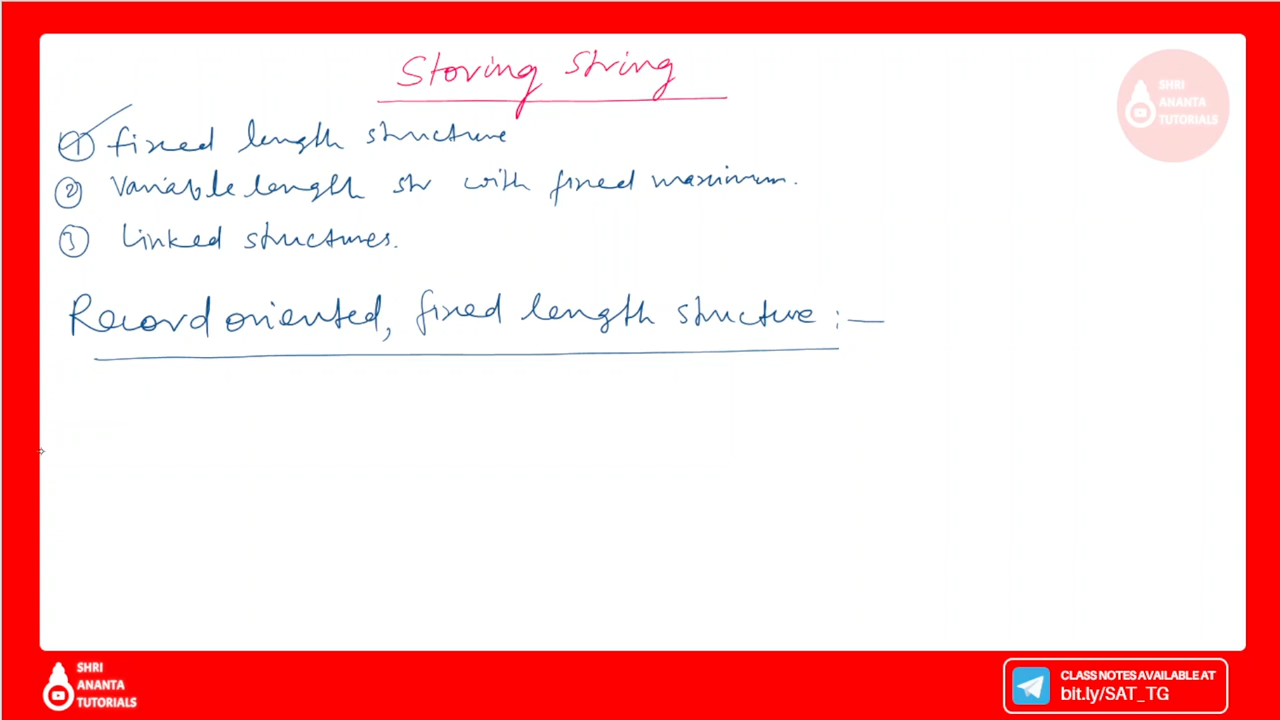 Storing String
SHRI
ANANTA
TUTORIALS
① fixed length structure
② Variable length str with fixed maximum.
③ Linked structures.
Record oriented, fixed length structure :—
SHRI
ANANTA
TUTORIALS
CLASS NOTES AVAILABLE AT
bit.ly/SAT_TG